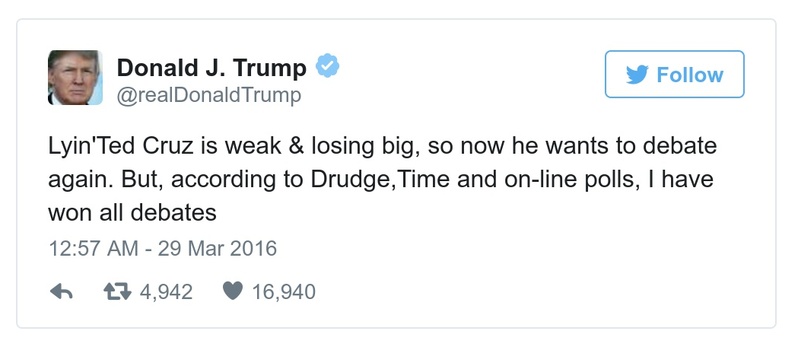 Donald J. Trump
@realDonaldTrump
Follow
Lyin'Ted Cruz is weak & losing big, so now he wants to debate
again. But, according to Drudge,Time and on-line polls, I have
won all debates
12:57 AM - 29 Mar 2016
4,942 16,940